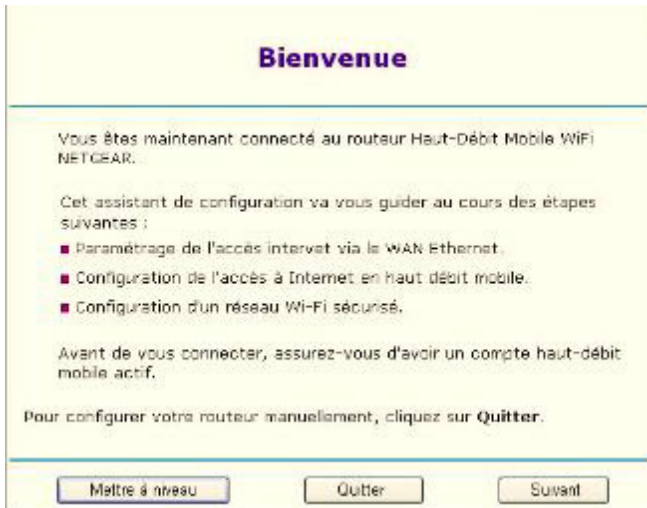 Bienvenue
Vous êtes maintenant connecté au routeur Haut-Débit Mobile WiFi
NETGEAR.
Cet assistant de configuration va vous guider au cours des étapes
suivantes :
Paramétrage de l'accès intervet via le WAN Ethernet.
Configuration de l'accès à Internet en haut débit mobile.
Configuration d'un réseau Wi-Fi sécurisé.
Avant de vous connecter, assurez-vous d'avoir un compte haut-débit
mobile actif.
Pour configurer votre routeur manuellement, cliquez sur Quitter.
Mettre à niveau
Quitter
Suivant